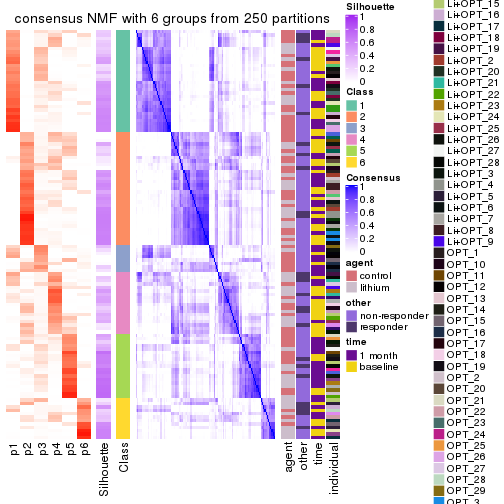 consensus NMF with 6 groups from 250 partitions
p1
p2
p3
p4
p5
p6
Silhouette
Class
agent
other
time
individual
Silhouette
1
0.8
0.6
0.4
0.2
0
Class
1
2
3
4
5
6
Consensus
1
0.8
0.6
0.4
0.2
0
agent
control
lithium
other
non-responder
responder
time
1 month
baseline
Li+OPT_15
Li+OPT_16
Li+OPT_17
Li+OPT_18
Li+OPT_19
Li+OPT_2
Li+OPT_20
Li+OPT_21
Li+OPT_22
Li+OPT_23
Li+OPT_24
Li+OPT_25
Li+OPT_26
Li+OPT_27
Li+OPT_28
Li+OPT_3
Li+OPT_4
Li+OPT_5
Li+OPT_6
Li+OPT_7
Li+OPT_8
Li+OPT_9
OPT_1
OPT_10
OPT_11
OPT_12
OPT_13
OPT_14
OPT_15
OPT_16
OPT_17
OPT_18
OPT_19
OPT_2
OPT_20
OPT_21
OPT_22
OPT_23
OPT_24
OPT_25
OPT_26
OPT_27
OPT_28
OPT_29
OPT_3